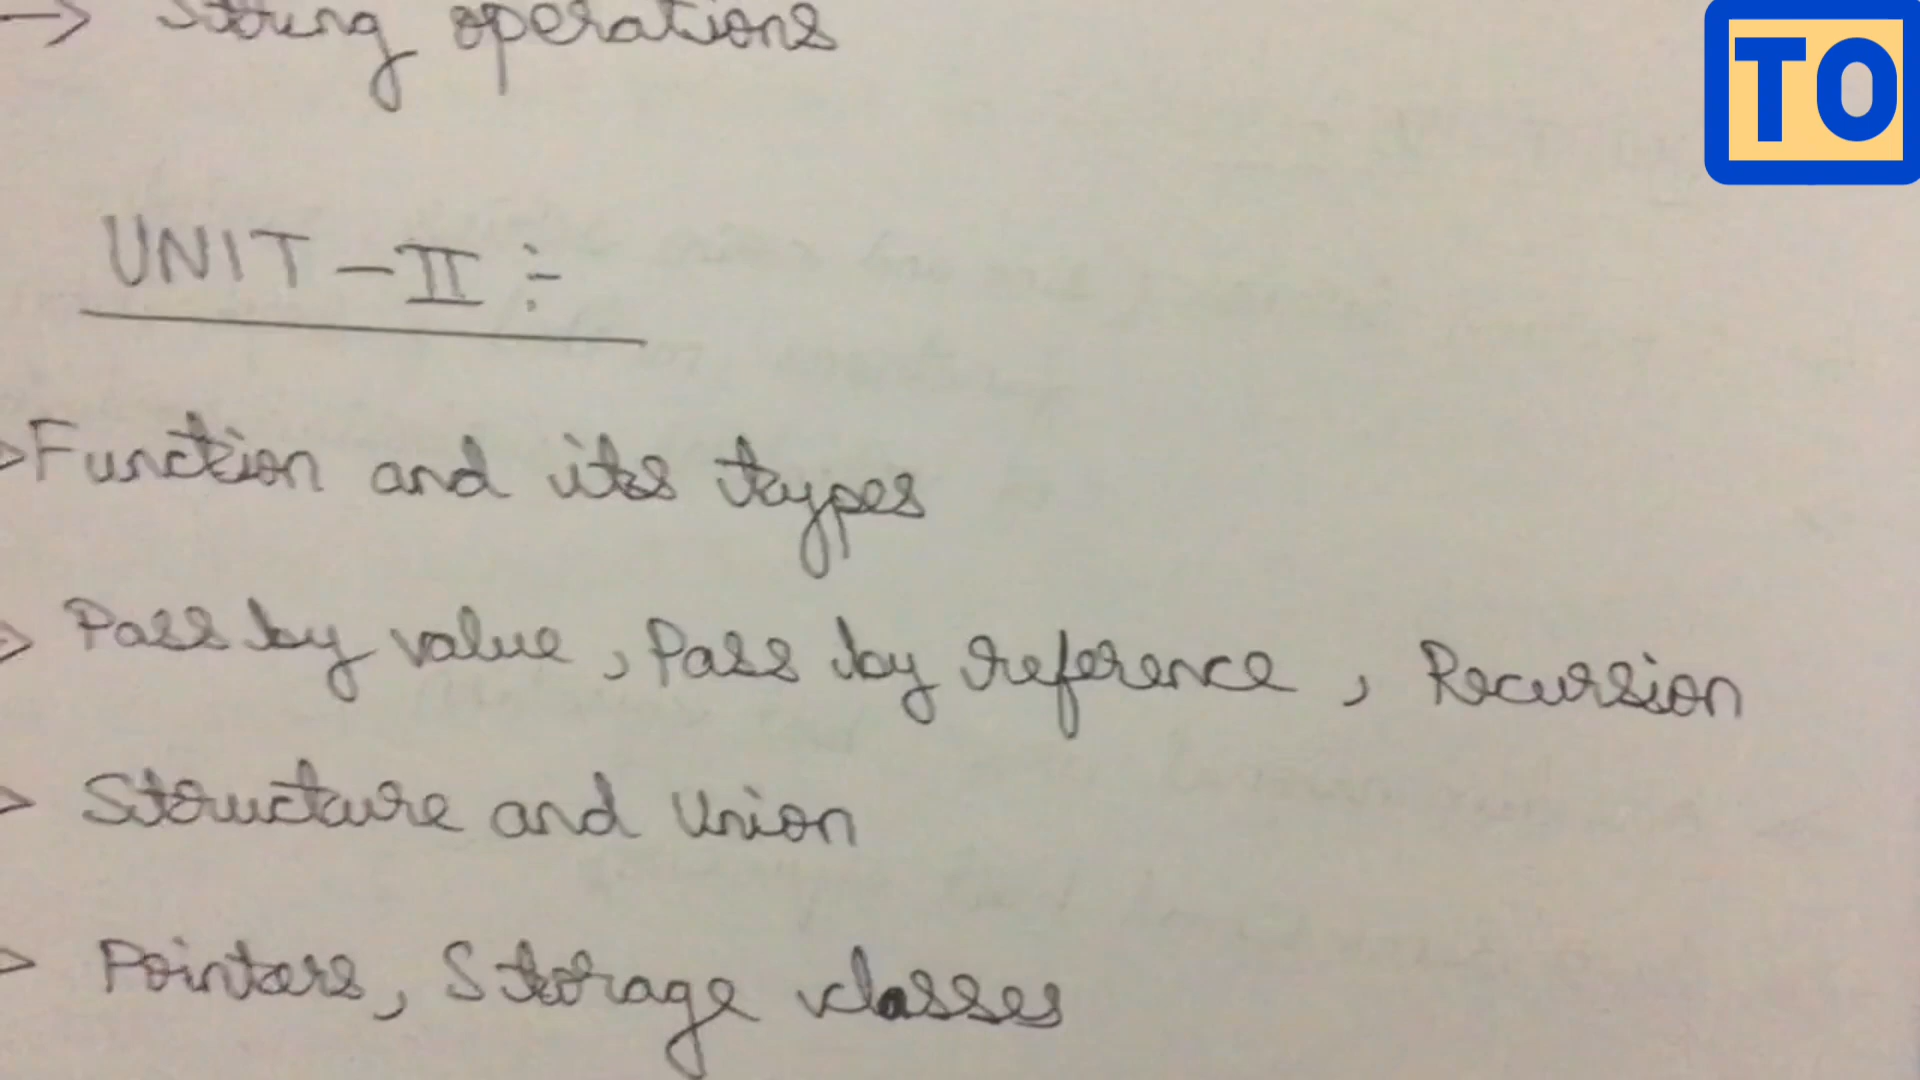 → String operations
TO
UNIT - II :-
> Function and its types
> Pass by value, Pass by reference, Recursion
> Structure and Union
> Pointers, Storage classes